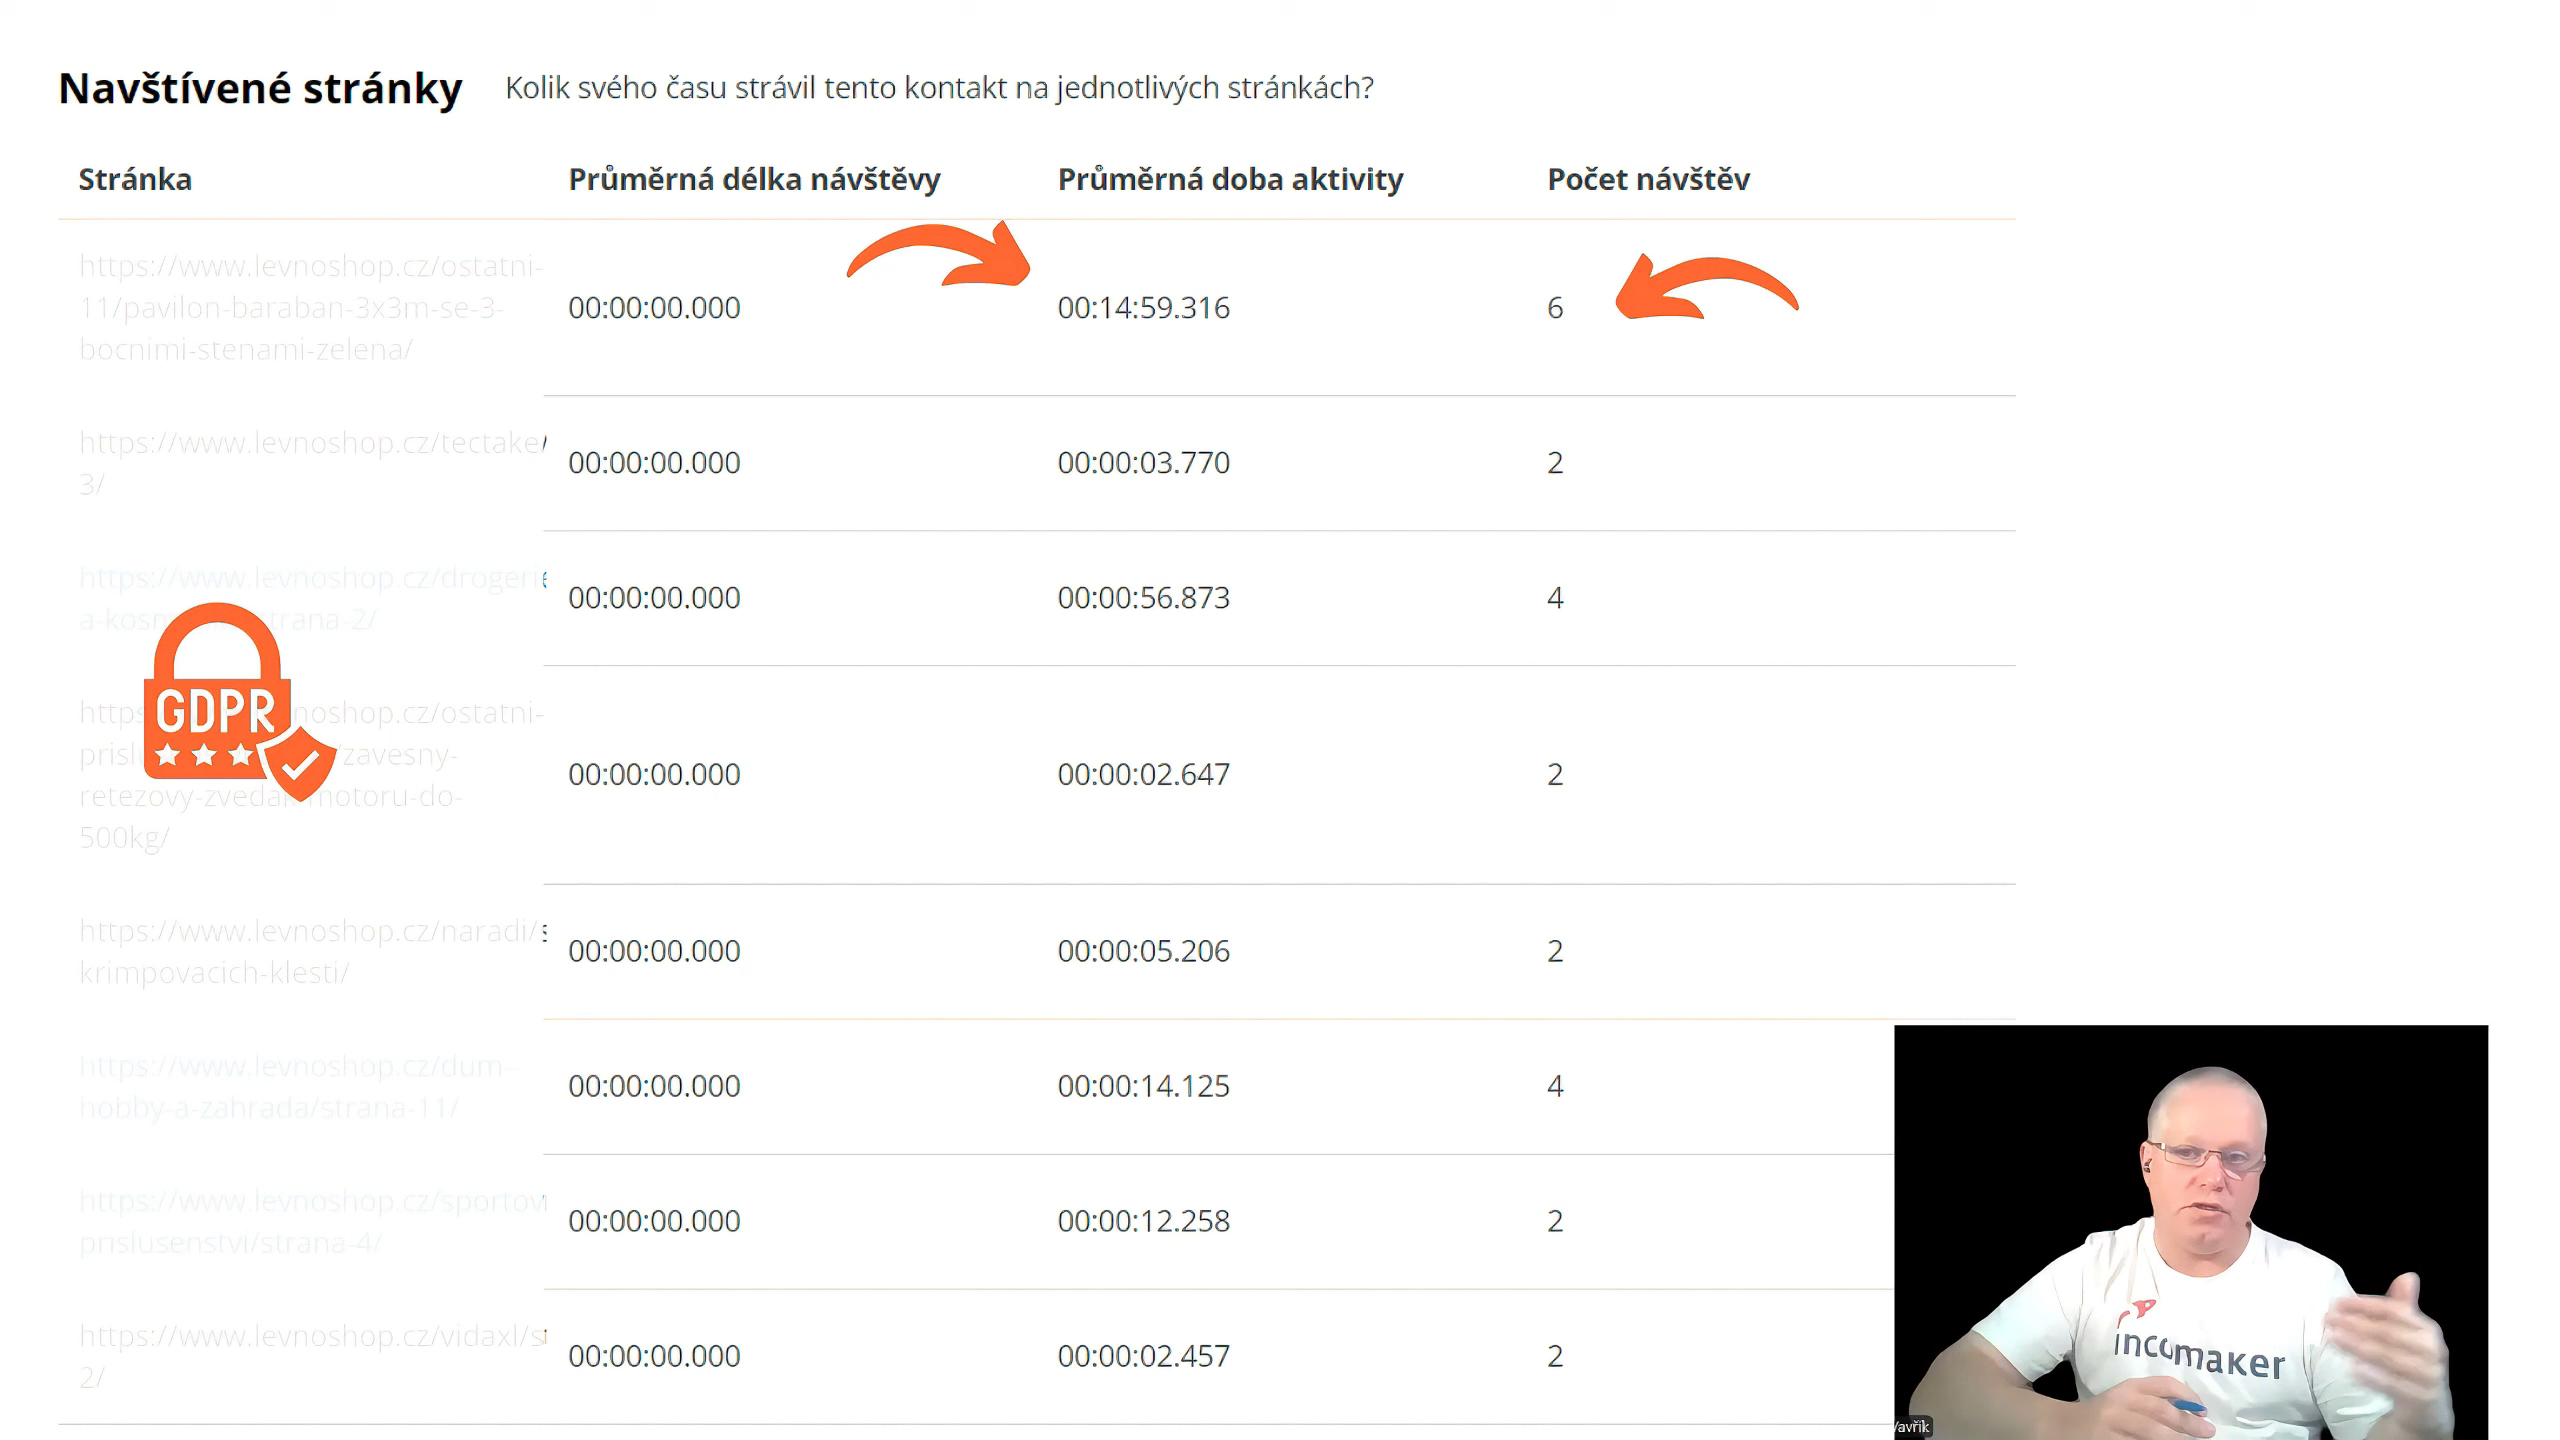 Navštívené stránky Kolik svého času strávil tento kontakt na jednotlivých stránkách?
Stránka Průměrná délka návštěvy Průměrná doba aktivity Počet návštěv
https://www.levnoshop.cz/ostatni-
11/pavilon-baraban-3x3m-se-3-
bocnimi-stenami-zelena/
00:00:00.000 00:14:59.316 6
https://www.levnoshop.cz/tectake/
3/
00:00:00.000 00:00:03.770 2
https://www.levnoshop.cz/drogerie
trana-2/
00:00:00.000 00:00:56.873 4
https noshop.cz/ostatni-
/zavesny-
retezovy-zvedak-motoru-do-
500kg/
00:00:00.000 00:00:02.647 2
GDPR
https://www.levnoshop.cz/naradi/s
krimpovacich-klesti/
00:00:00.000 00:00:05.206 2
https://www.levnoshop.cz/dum-
hobby-a-zahrada/strana-11/
00:00:00.000 00:00:14.125 4
https://www.levnoshop.cz/sportov
prislusenstvi/strana-4/
00:00:00.000 00:00:12.258 2
https://www.levnoshop.cz/vidaxl/s
2/
00:00:00.000 00:00:02.457 2
incomaker